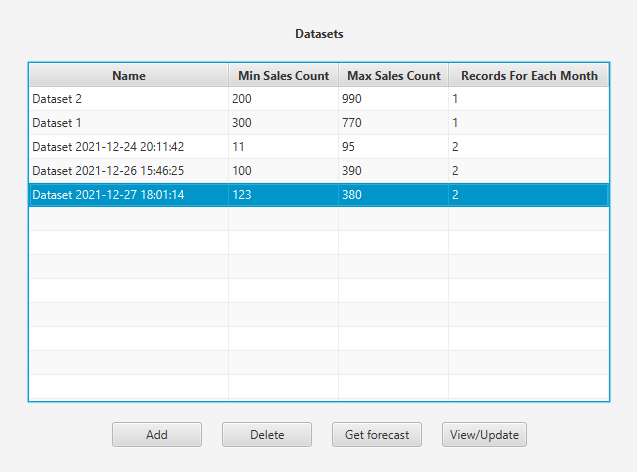 Datasets
Name Min Sales Count Max Sales Count Records For Each Month
Dataset 2 200 990 1
Dataset 1 300 770 1
Dataset 2021-12-24 20:11:42 11 95 2
Dataset 2021-12-26 15:46:25 100 390 2
Dataset 2021-12-27 18:01:14 123 380 2
Add Delete Get forecast View/Update